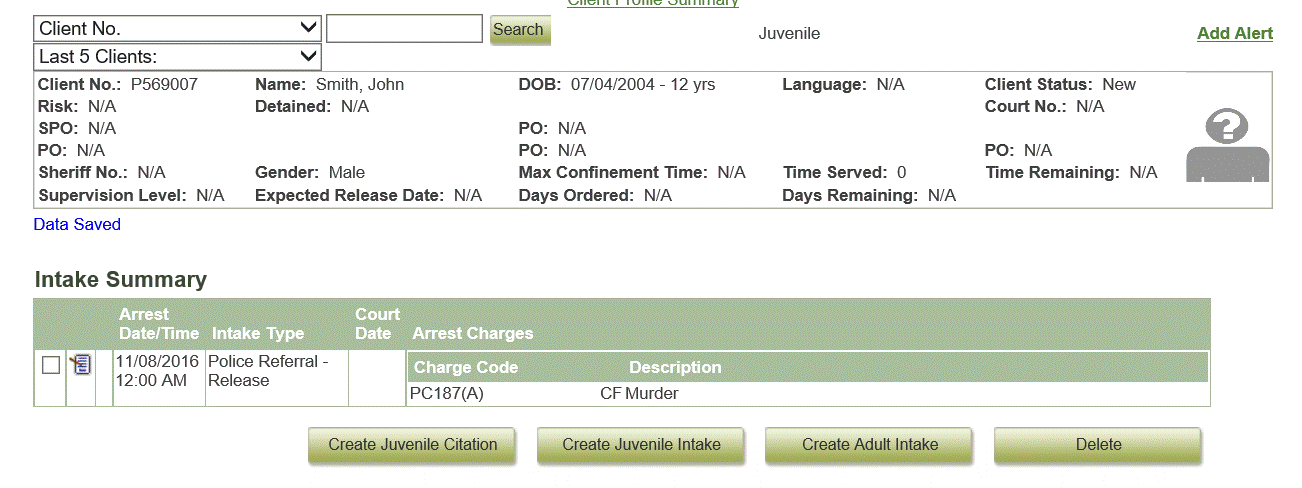 Client Profile Summary
Client No. Search Juvenile Add Alert
Last 5 Clients:
Client No.: P569007 Name: Smith, John DOB: 07/04/2004 - 12 yrs Language: N/A Client Status: New
Risk: N/A Detained: N/A Court No.: N/A
SPO: N/A PO: N/A
PO: N/A PO: N/A PO: N/A
Sheriff No.: N/A Gender: Male Max Confinement Time: N/A Time Served: 0 Time Remaining: N/A
Supervision Level: N/A Expected Release Date: N/A Days Ordered: N/A Days Remaining: N/A
Data Saved
Intake Summary
Arrest Court
Date/Time Intake Type Date Arrest Charges
11/08/2016 Police Referral - Charge Code Description
12:00 AM Release
PC187(A) CF Murder
Create Juvenile Citation Create Juvenile Intake Create Adult Intake Delete